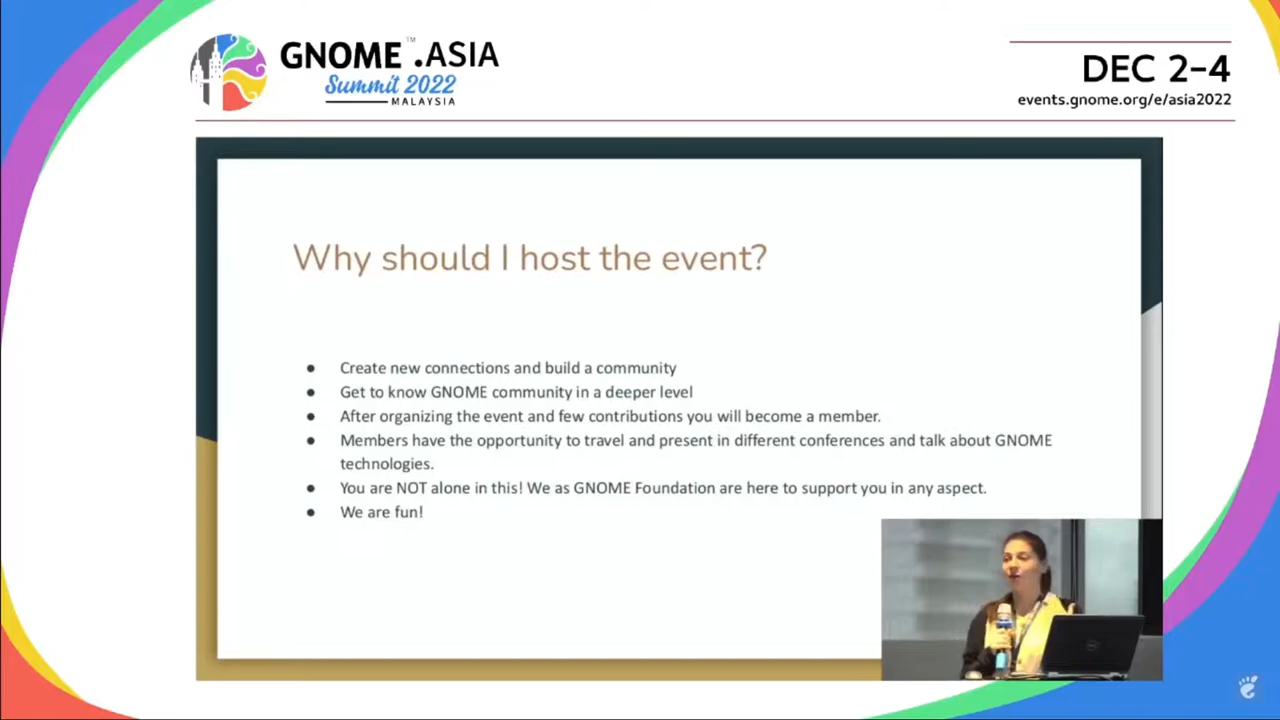 GNOME™.ASIA
Summit 2022
MALAYSIA
DEC 2-4
events.gnome.org/e/asia2022
Why should I host the event?
● Create new connections and build a community
● Get to know GNOME community in a deeper level
● After organizing the event and few contributions you will become a member.
● Members have the opportunity to travel and present in different conferences and talk about GNOME
technologies.
● You are NOT alone in this! We as GNOME Foundation are here to support you in any aspect.
● We are fun!